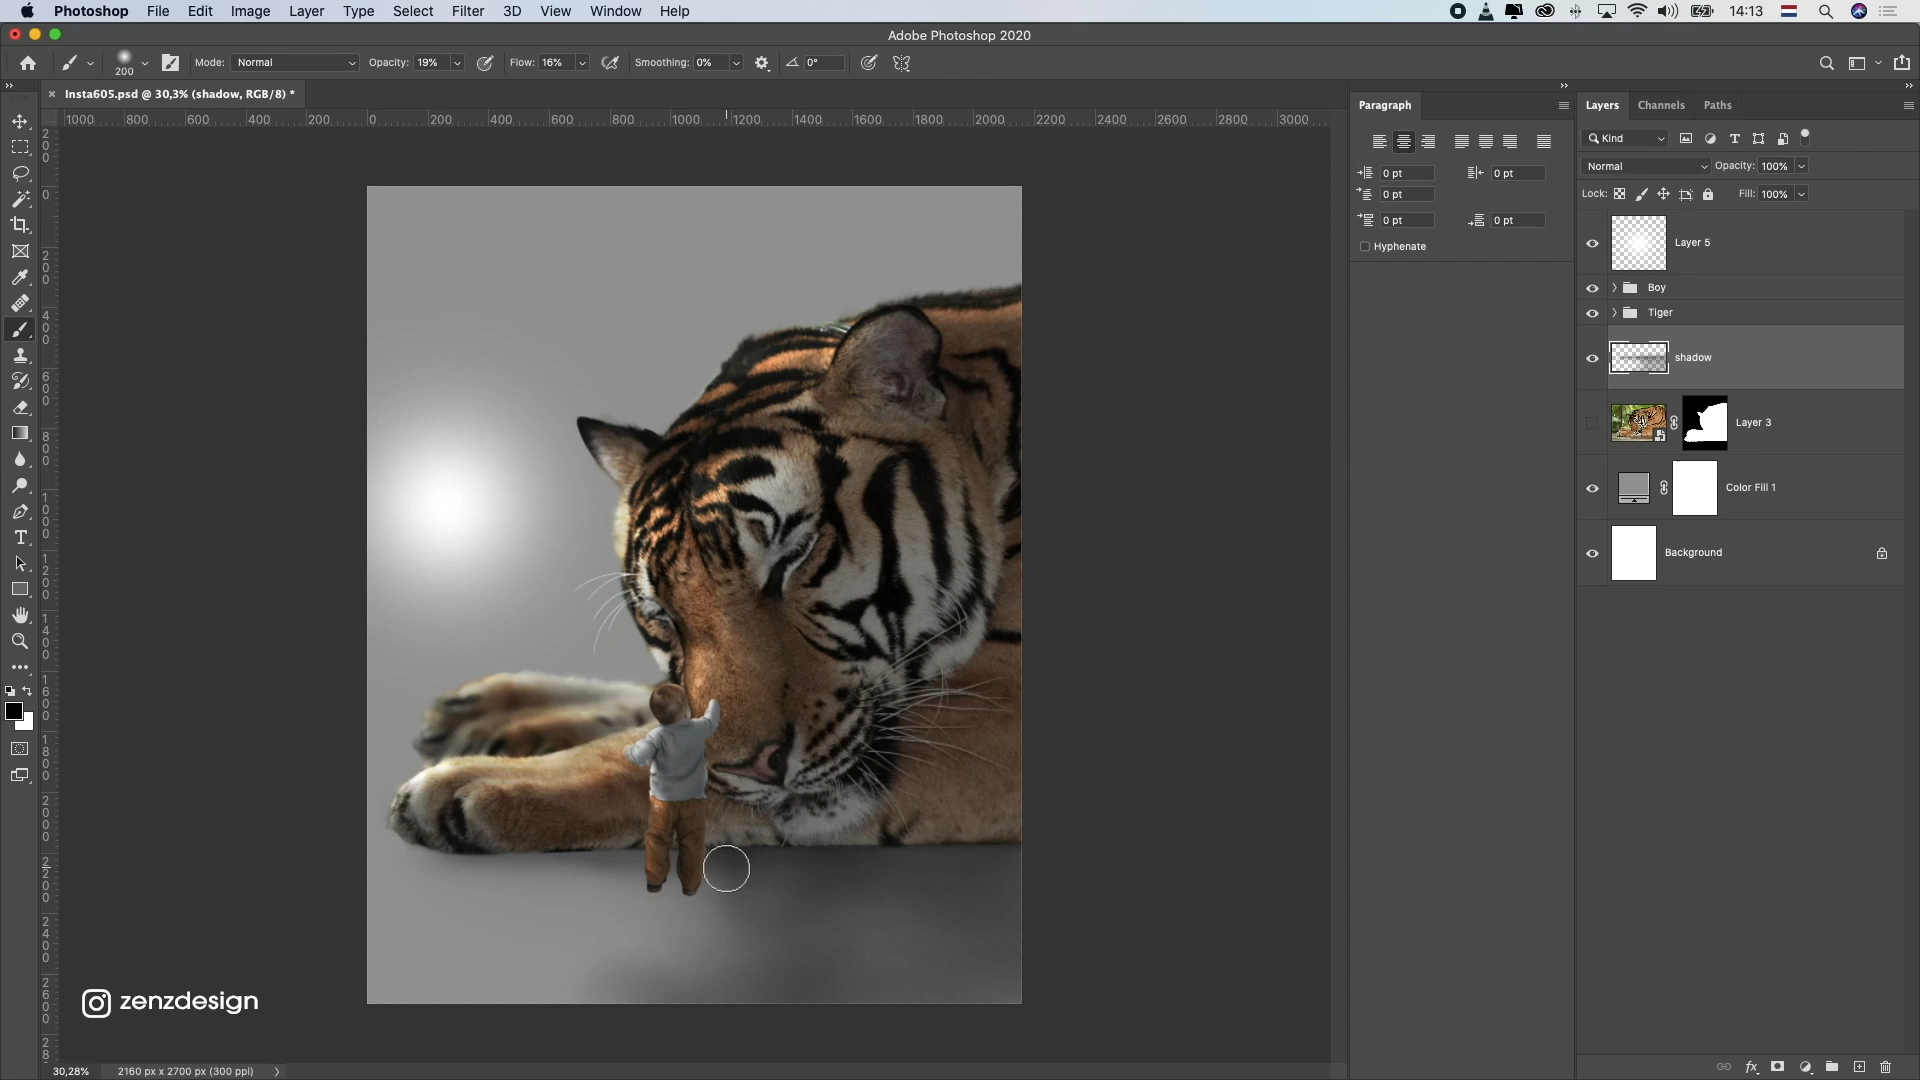 Photoshop File Edit Image Layer Type Select Filter 3D View Window Help 14:13
Adobe Photoshop 2020
200 Mode: Normal Opacity: 19% Flow: 16% Smoothing: 0% 0°
Insta605.psd @ 30,3% (shadow, RGB/8) *
1000 800 600 400 200 0 200 400 600 800 1000 1200 1400 1600 1800 2000 2200 2400 2600 2800 3000
Paragraph
0 pt 0 pt
0 pt
0 pt 0 pt
Hyphenate
Layers Channels Paths
Kind
Normal Opacity: 100%
Lock: Fill: 100%
Layer 5
Boy
Tiger
shadow
Layer 3
Color Fill 1
Background
zenzdesign
30,28% 2160 px x 2700 px (300 ppi)